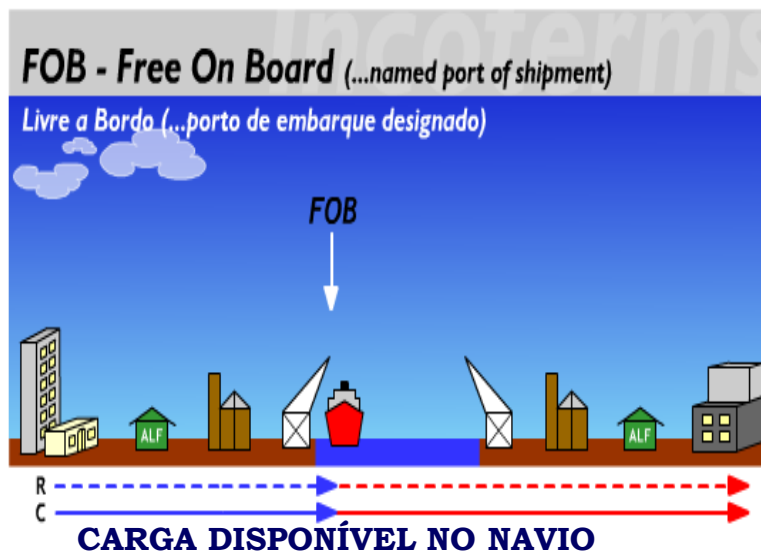 Incoterms
FOB - Free On Board (...named port of shipment)
Livre a Bordo (...porto de embarque designado)
FOB
ALF
ALF
R
C
CARGA DISPONÍVEL NO NAVIO